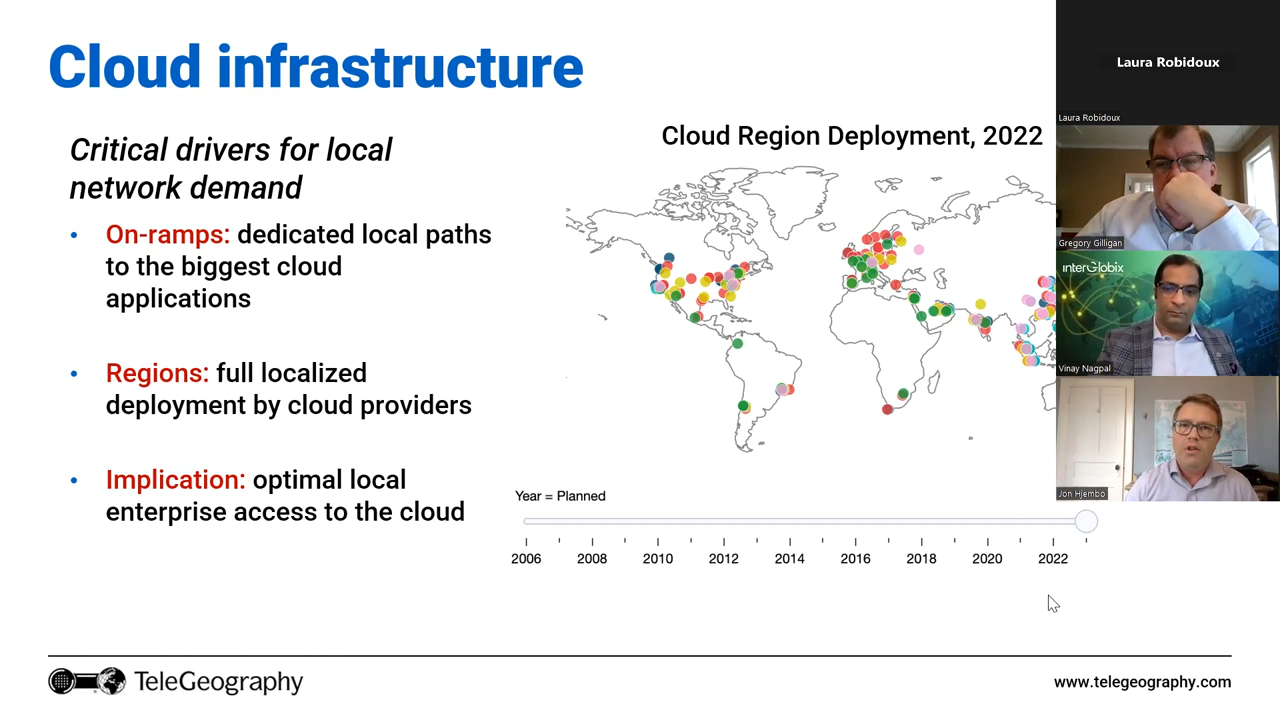 Cloud infrastructure
Critical drivers for local
network demand
• On-ramps: dedicated local paths
to the biggest cloud
applications
• Regions: full localized
deployment by cloud providers
• Implication: optimal local
enterprise access to the cloud
Cloud Region Deployment, 2022
Year = Planned
2006 2008 2010 2012 2014 2016 2018 2020 2022
Laura Robidoux
Laura Robidoux
Gregory Gilligan
interGlobix
Vinay Nagpal
Jon Hjembo
TeleGeography
www.telegeography.com